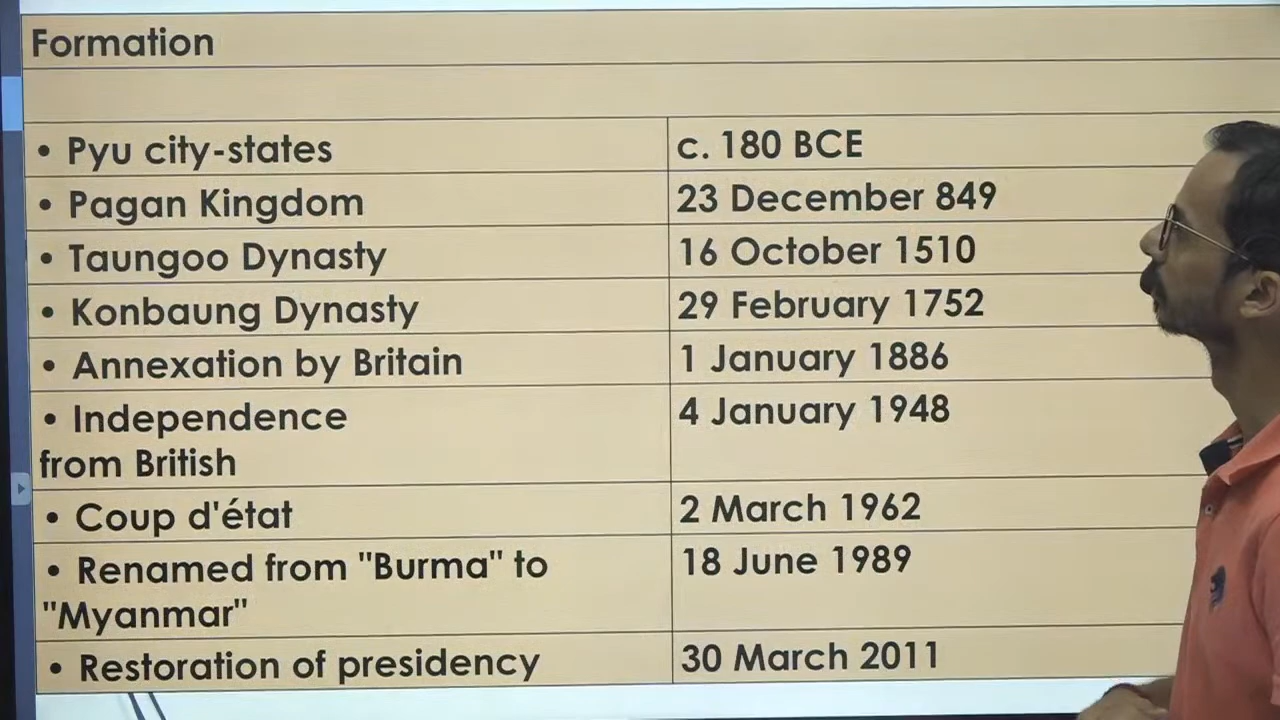 Formation
• Pyu city-states
c. 180 BCE
• Pagan Kingdom
23 December 849
• Taungoo Dynasty
16 October 1510
• Konbaung Dynasty
29 February 1752
• Annexation by Britain
1 January 1886
• Independence
from British
4 January 1948
• Coup d'état
2 March 1962
• Renamed from "Burma" to
"Myanmar"
18 June 1989
• Restoration of presidency
30 March 2011